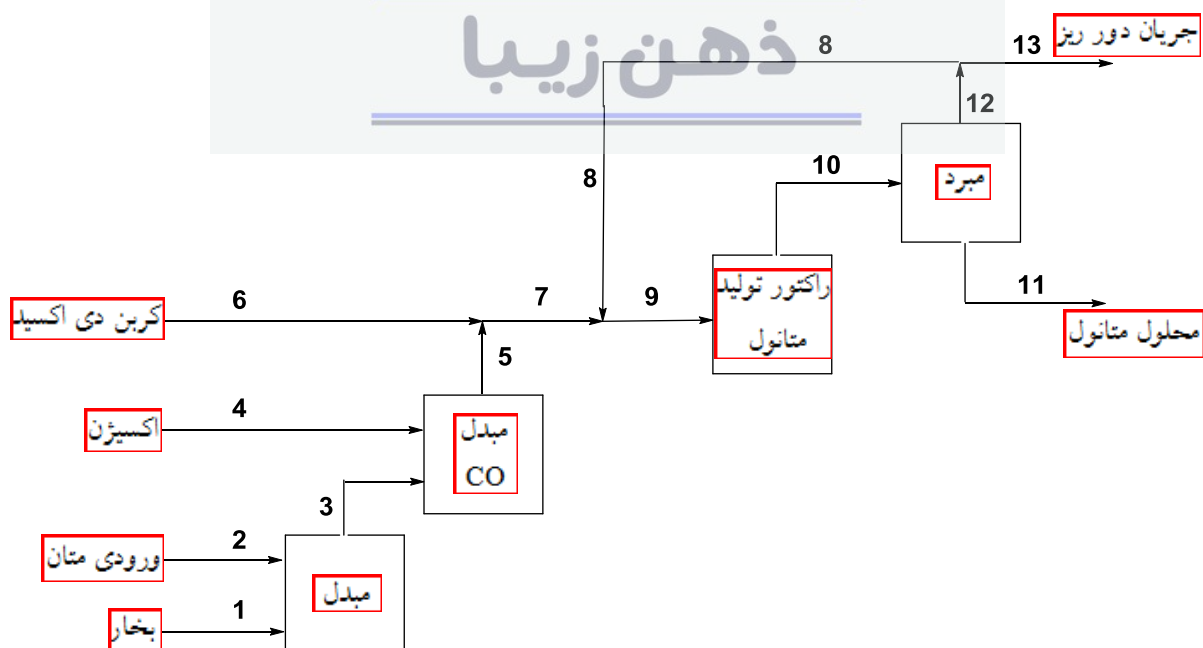 ذهن زیبا
8
13
جریان دور ریز
12
مبرد
10
8
11
محلول متانول
راکتور تولید
متانول
9
7
6
کربن دی اکسید
5
4
اکسیژن
مبدل
CO
3
2
ورودی متان
مبدل
1
بخار